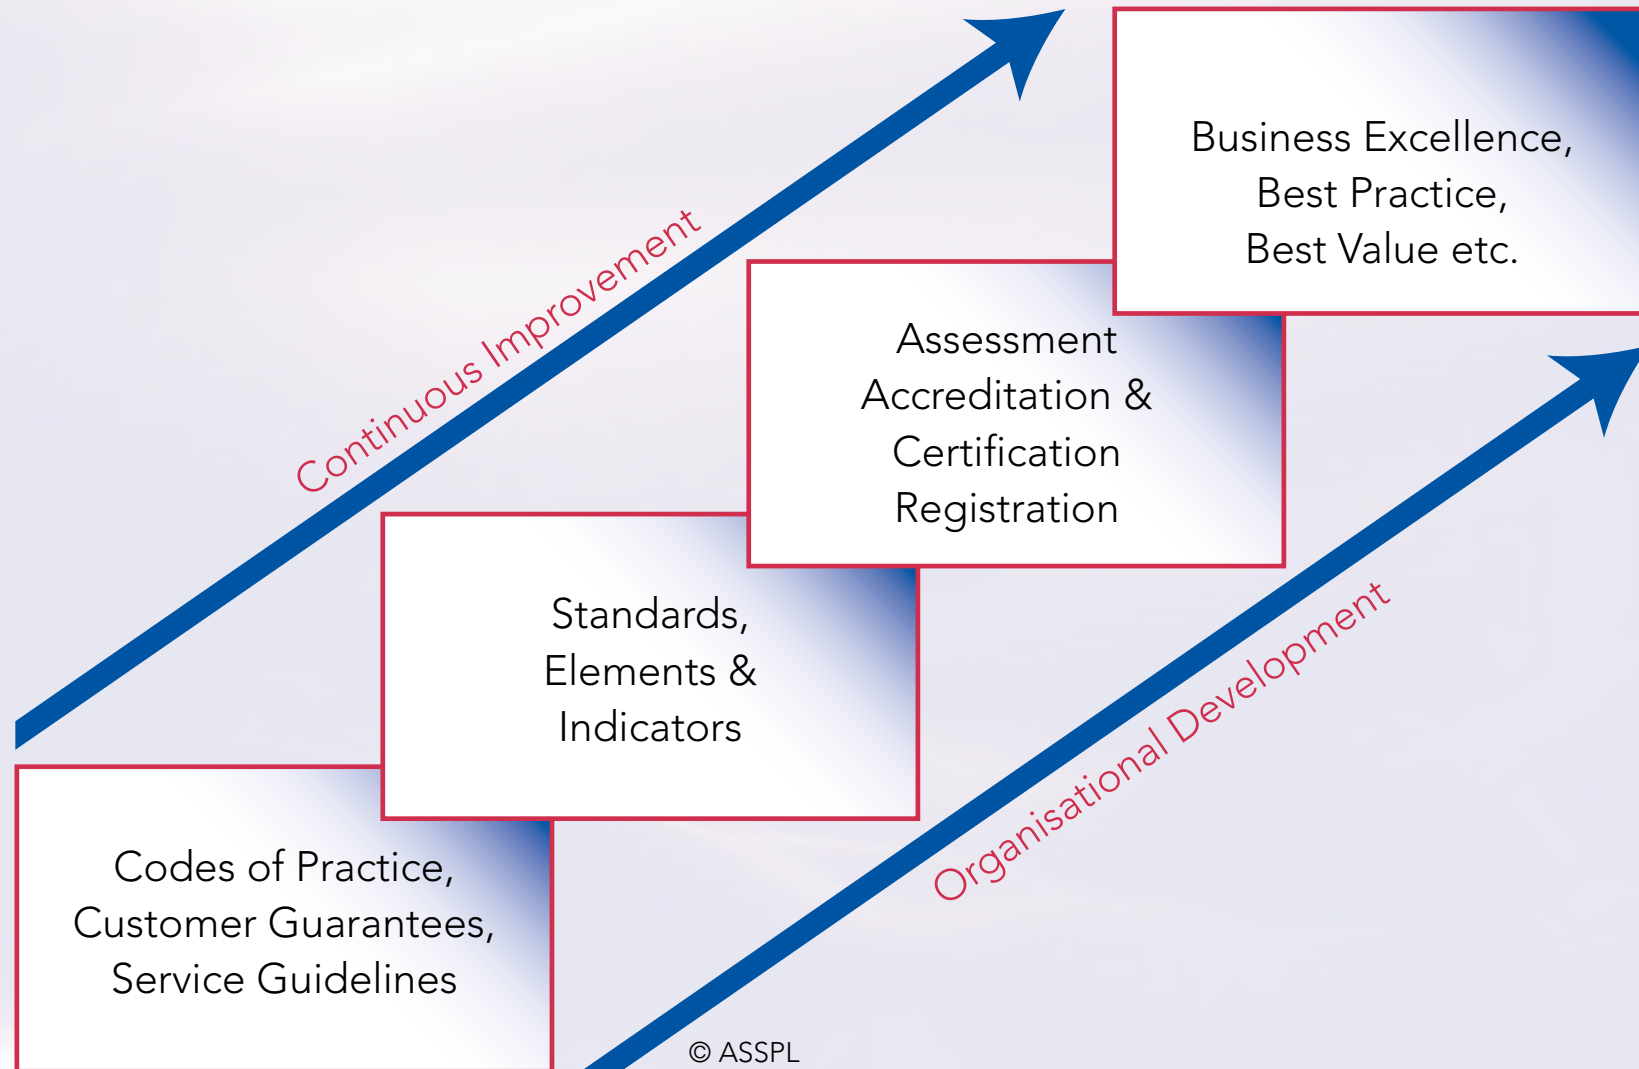 Business Excellence,
Best Practice,
Best Value etc.
Continuous Improvement
Assessment
Accreditation &
Certification
Registration
Standards,
Elements &
Indicators
Organisational Development
Codes of Practice,
Customer Guarantees,
Service Guidelines
© ASSPL